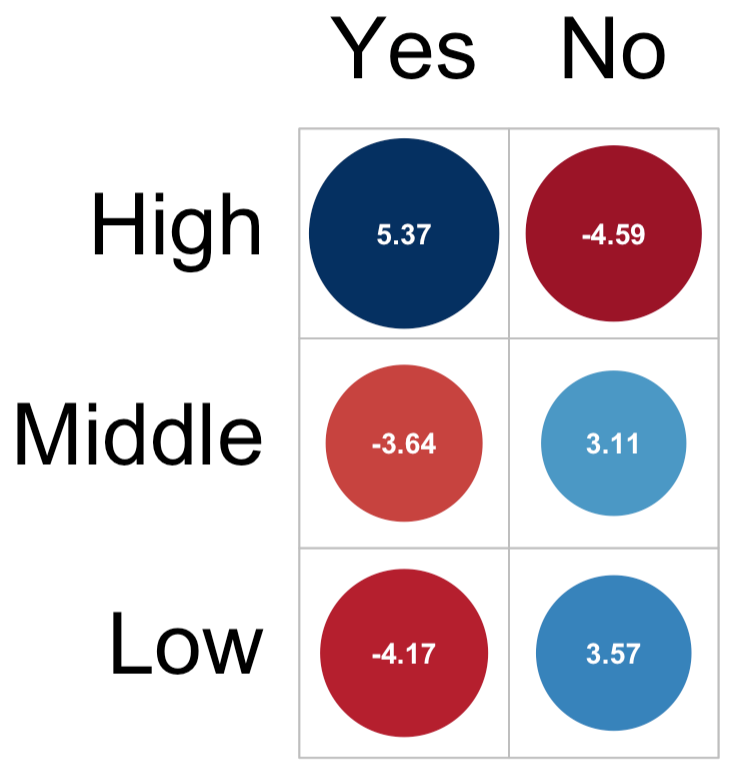 Yes No
High 5.37 -4.59
Middle -3.64 3.11
Low -4.17 3.57